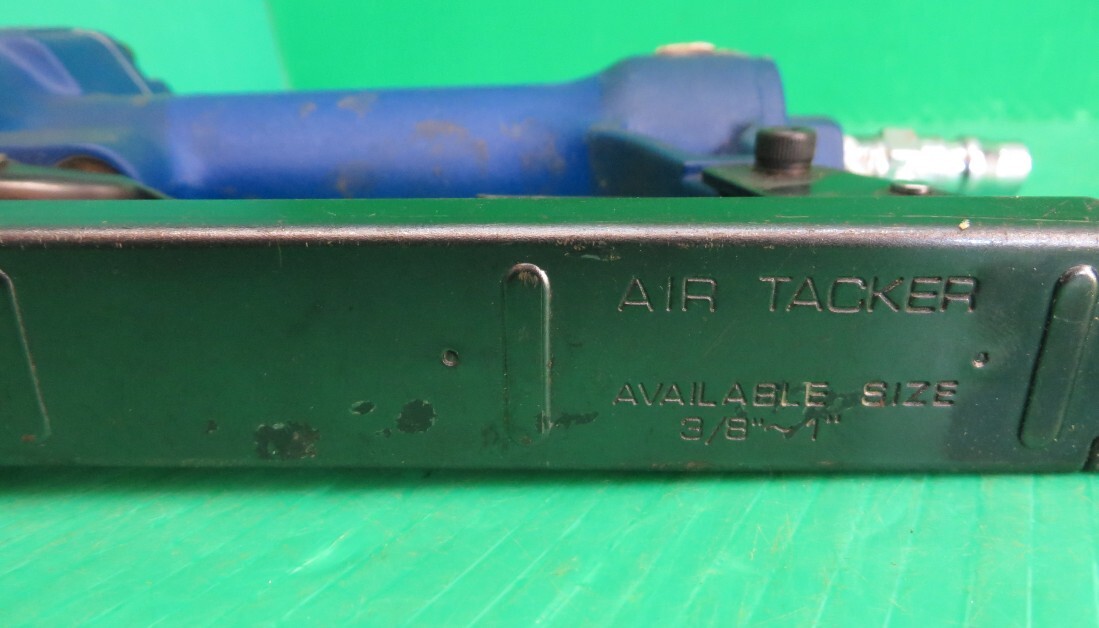 AIR TACKER
AVAILABLE SIZE
3/8"~1"